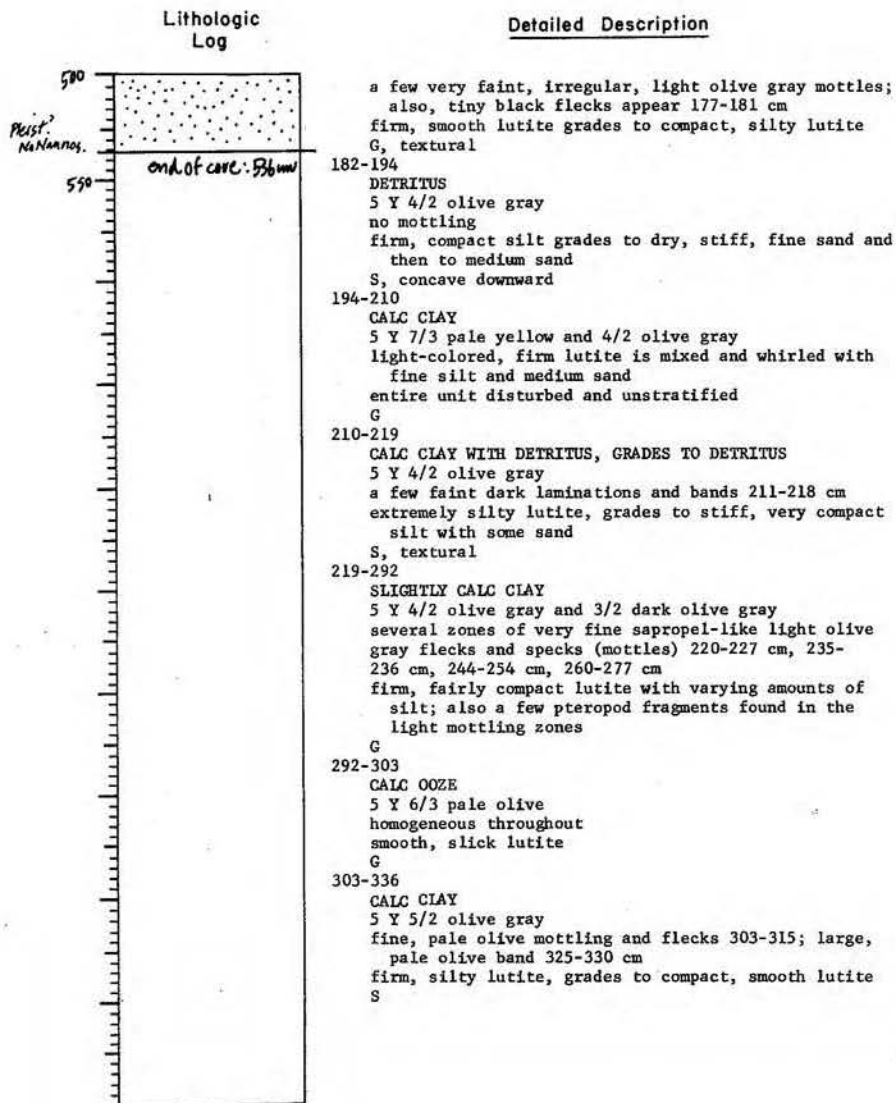 Lithologic
Log
Detailed Description
500
Pleist?
No Nannos.
end of core: 536 cm
550
a few very faint, irregular, light olive gray mottles;
also, tiny black flecks appear 177-181 cm
firm, smooth lutite grades to compact, silty lutite
G, textural
182-194
DETRITUS
5 Y 4/2 olive gray
no mottling
firm, compact silt grades to dry, stiff, fine sand and
then to medium sand
S, concave downward
194-210
CALC CLAY
5 Y 7/3 pale yellow and 4/2 olive gray
light-colored, firm lutite is mixed and whirled with
fine silt and medium sand
entire unit disturbed and unstratified
G
210-219
CALC CLAY WITH DETRITUS, GRADES TO DETRITUS
5 Y 4/2 olive gray
a few faint dark laminations and bands 211-218 cm
extremely silty lutite, grades to stiff, very compact
silt with some sand
S, textural
219-292
SLIGHTLY CALC CLAY
5 Y 4/2 olive gray and 3/2 dark olive gray
several zones of very fine sapropel-like light olive
gray flecks and specks (mottles) 220-227 cm, 235-
236 cm, 244-254 cm, 260-277 cm
firm, fairly compact lutite with varying amounts of
silt; also a few pteropod fragments found in the
light mottling zones
G
292-303
CALC OOZE
5 Y 6/3 pale olive
homogeneous throughout
smooth, slick lutite
G
303-336
CALC CLAY
5 Y 5/2 olive gray
fine, pale olive mottling and flecks 303-315; large,
pale olive band 325-330 cm
firm, silty lutite, grades to compact, smooth lutite
S